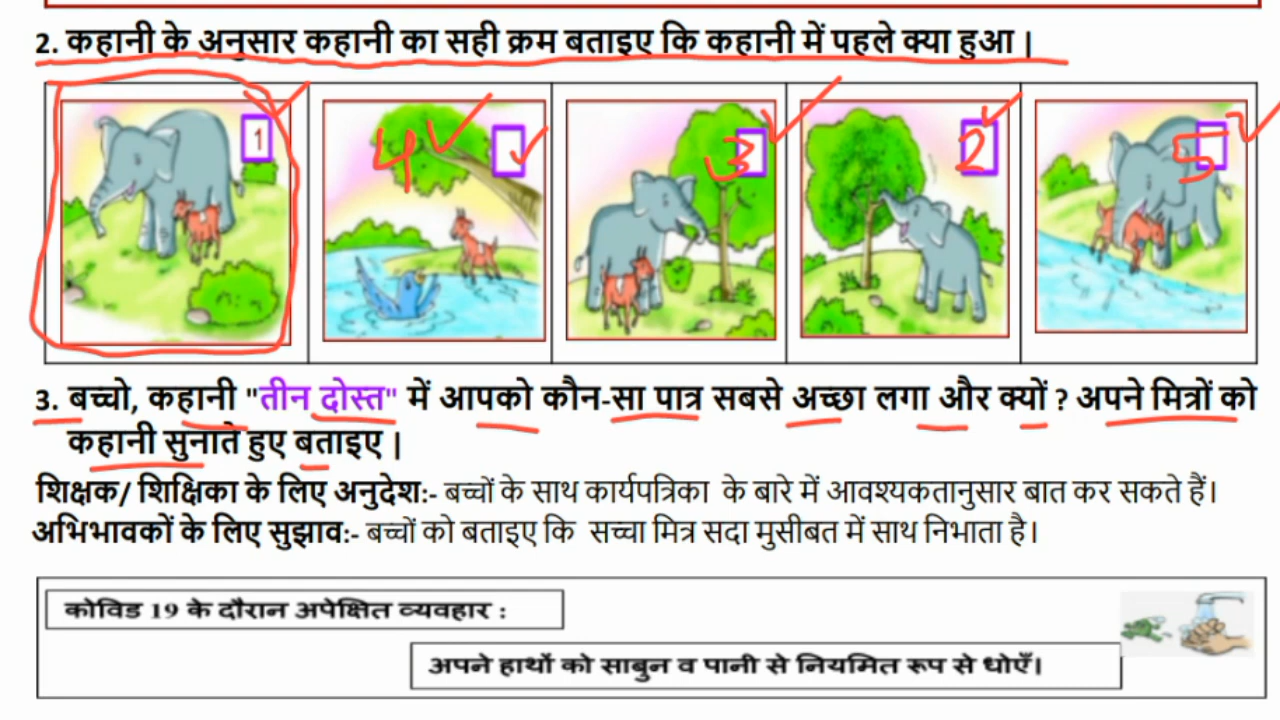 2. कहानी के अनुसार कहानी का सही क्रम बताइए कि कहानी में पहले क्या हुआ |
1 4 3 2 5
3. बच्चो, कहानी "तीन दोस्त" में आपको कौन-सा पात्र सबसे अच्छा लगा और क्यों ? अपने मित्रों को
कहानी सुनाते हुए बताइए |
शिक्षक/ शिक्षिका के लिए अनुदेश:- बच्चों के साथ कार्यपत्रिका के बारे में आवश्यकतानुसार बात कर सकते हैं।
अभिभावकों के लिए सुझाव:- बच्चों को बताइए कि सच्चा मित्र सदा मुसीबत में साथ निभाता है।
कोविड 19 के दौरान अपेक्षित व्यवहार :
अपने हाथों को साबुन व पानी से नियमित रूप से धोएँ।